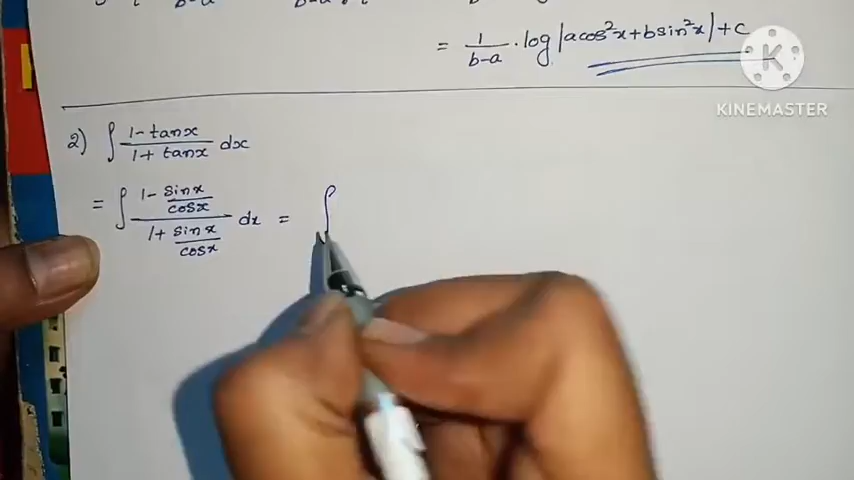 = 1/(b-a) · log|acos²x+bsin²x|+c
KINEMASTER
2) ∫ (1-tanx)/(1+tanx) dx
= ∫ (1- sinx/cosx)/(1+ sinx/cosx) dx = ∫